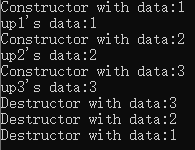 Constructor with data:1
up1's data:1
Constructor with data:2
up2's data:2
Constructor with data:3
up3's data:3
Destructor with data:3
Destructor with data:2
Destructor with data:1